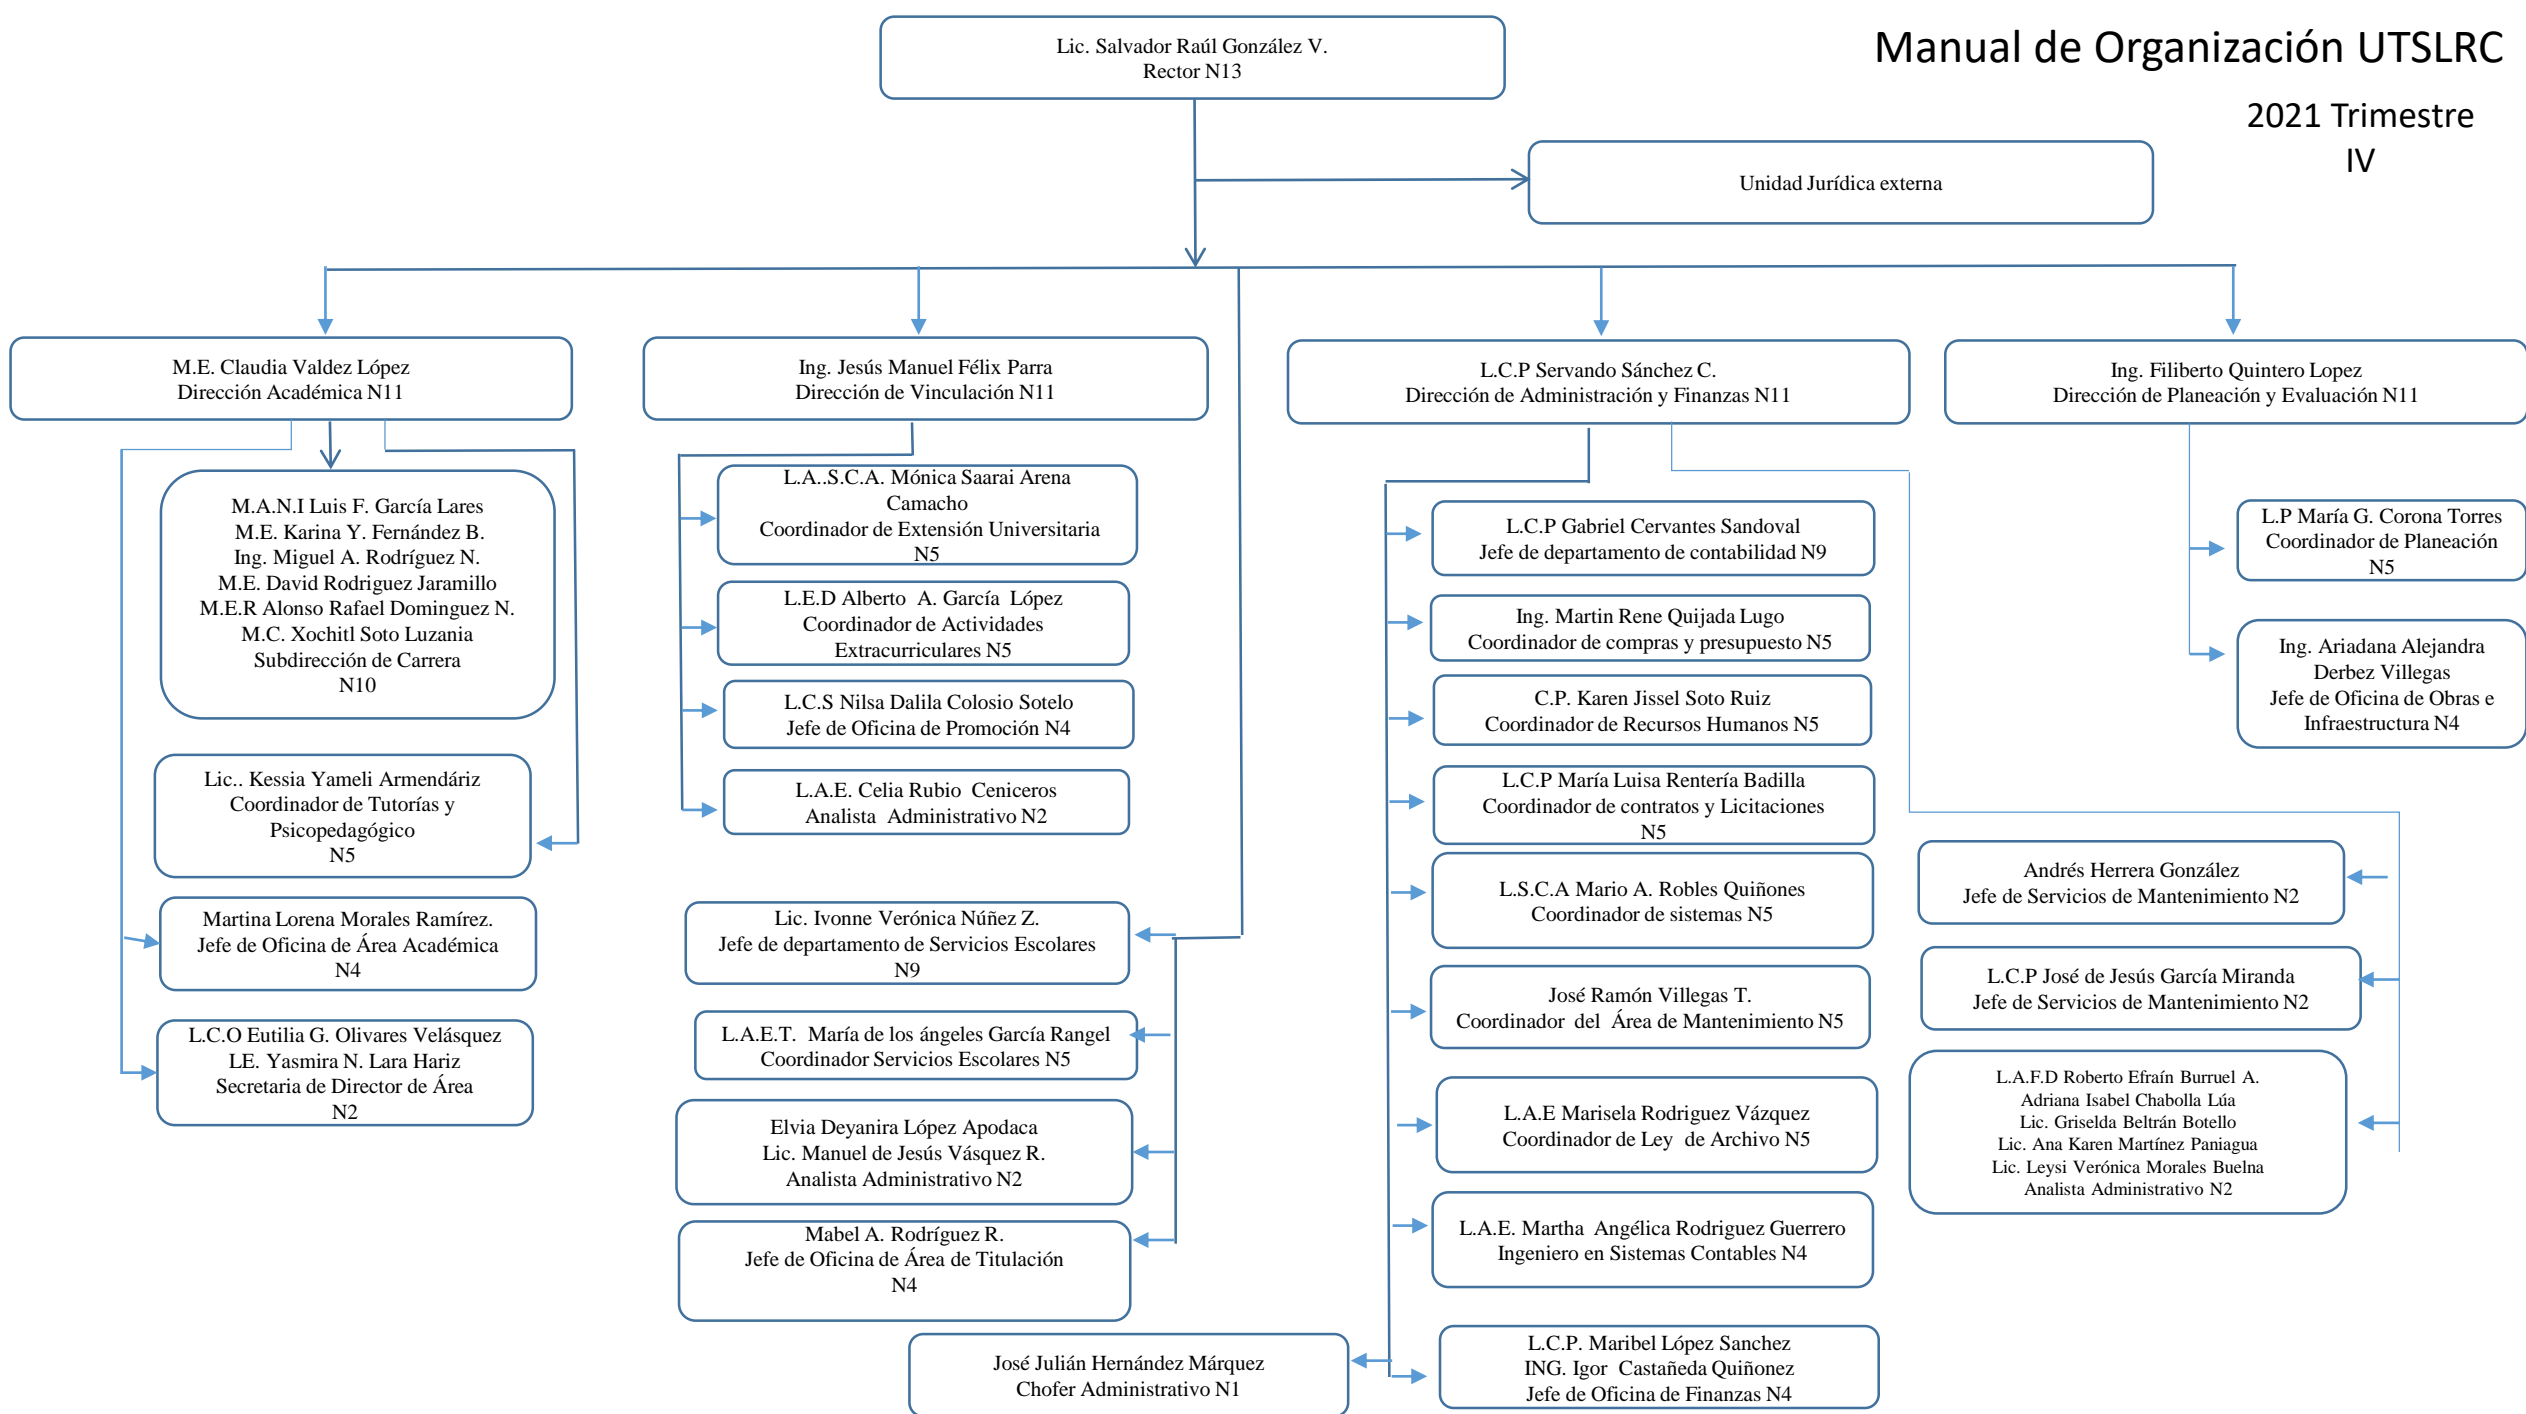 Lic. Salvador Raúl González V.
Rector N13
Manual de Organización UTSLRC
2021 Trimestre
IV
Unidad Jurídica externa
M.E. Claudia Valdez López
Dirección Académica N11
Ing. Jesús Manuel Félix Parra
Dirección de Vinculación N11
L.C.P Servando Sánchez C.
Dirección de Administración y Finanzas N11
Ing. Filiberto Quintero Lopez
Dirección de Planeación y Evaluación N11
M.A.N.I Luis F. García Lares
M.E. Karina Y. Fernández B.
Ing. Miguel A. Rodríguez N.
M.E. David Rodriguez Jaramillo
M.E.R Alonso Rafael Dominguez N.
M.C. Xochitl Soto Luzania
Subdirección de Carrera
N10
Lic.. Kessia Yameli Armendáriz
Coordinador de Tutorías y
Psicopedagógico
N5
Martina Lorena Morales Ramírez.
Jefe de Oficina de Área Académica
N4
L.C.O Eutilia G. Olivares Velásquez
LE. Yasmira N. Lara Hariz
Secretaria de Director de Área
N2
L.A..S.C.A. Mónica Saarai Arena
Camacho
Coordinador de Extensión Universitaria
N5
L.E.D Alberto A. García López
Coordinador de Actividades
Extracurriculares N5
L.C.S Nilsa Dalila Colosio Sotelo
Jefe de Oficina de Promoción N4
L.A.E. Celia Rubio Ceniceros
Analista Administrativo N2
Lic. Ivonne Verónica Núñez Z.
Jefe de departamento de Servicios Escolares
N9
L.A.E.T. María de los ángeles García Rangel
Coordinador Servicios Escolares N5
Elvia Deyanira López Apodaca
Lic. Manuel de Jesús Vásquez R.
Analista Administrativo N2
Mabel A. Rodríguez R.
Jefe de Oficina de Área de Titulación
N4
José Julián Hernández Márquez
Chofer Administrativo N1
L.C.P Gabriel Cervantes Sandoval
Jefe de departamento de contabilidad N9
Ing. Martin Rene Quijada Lugo
Coordinador de compras y presupuesto N5
C.P. Karen Jissel Soto Ruiz
Coordinador de Recursos Humanos N5
L.C.P María Luisa Rentería Badilla
Coordinador de contratos y Licitaciones
N5
L.S.C.A Mario A. Robles Quiñones
Coordinador de sistemas N5
José Ramón Villegas T.
Coordinador del Área de Mantenimiento N5
L.A.E Marisela Rodriguez Vázquez
Coordinador de Ley de Archivo N5
L.A.E. Martha Angélica Rodriguez Guerrero
Ingeniero en Sistemas Contables N4
L.C.P. Maribel López Sanchez
ING. Igor Castañeda Quiñonez
Jefe de Oficina de Finanzas N4
L.P María G. Corona Torres
Coordinador de Planeación
N5
Ing. Ariadana Alejandra
Derbez Villegas
Jefe de Oficina de Obras e
Infraestructura N4
Andrés Herrera González
Jefe de Servicios de Mantenimiento N2
L.C.P José de Jesús García Miranda
Jefe de Servicios de Mantenimiento N2
L.A.F.D Roberto Efraín Burruel A.
Adriana Isabel Chabolla Lúa
Lic. Griselda Beltrán Botello
Lic. Ana Karen Martínez Paniagua
Lic. Leysi Verónica Morales Buelna
Analista Administrativo N2